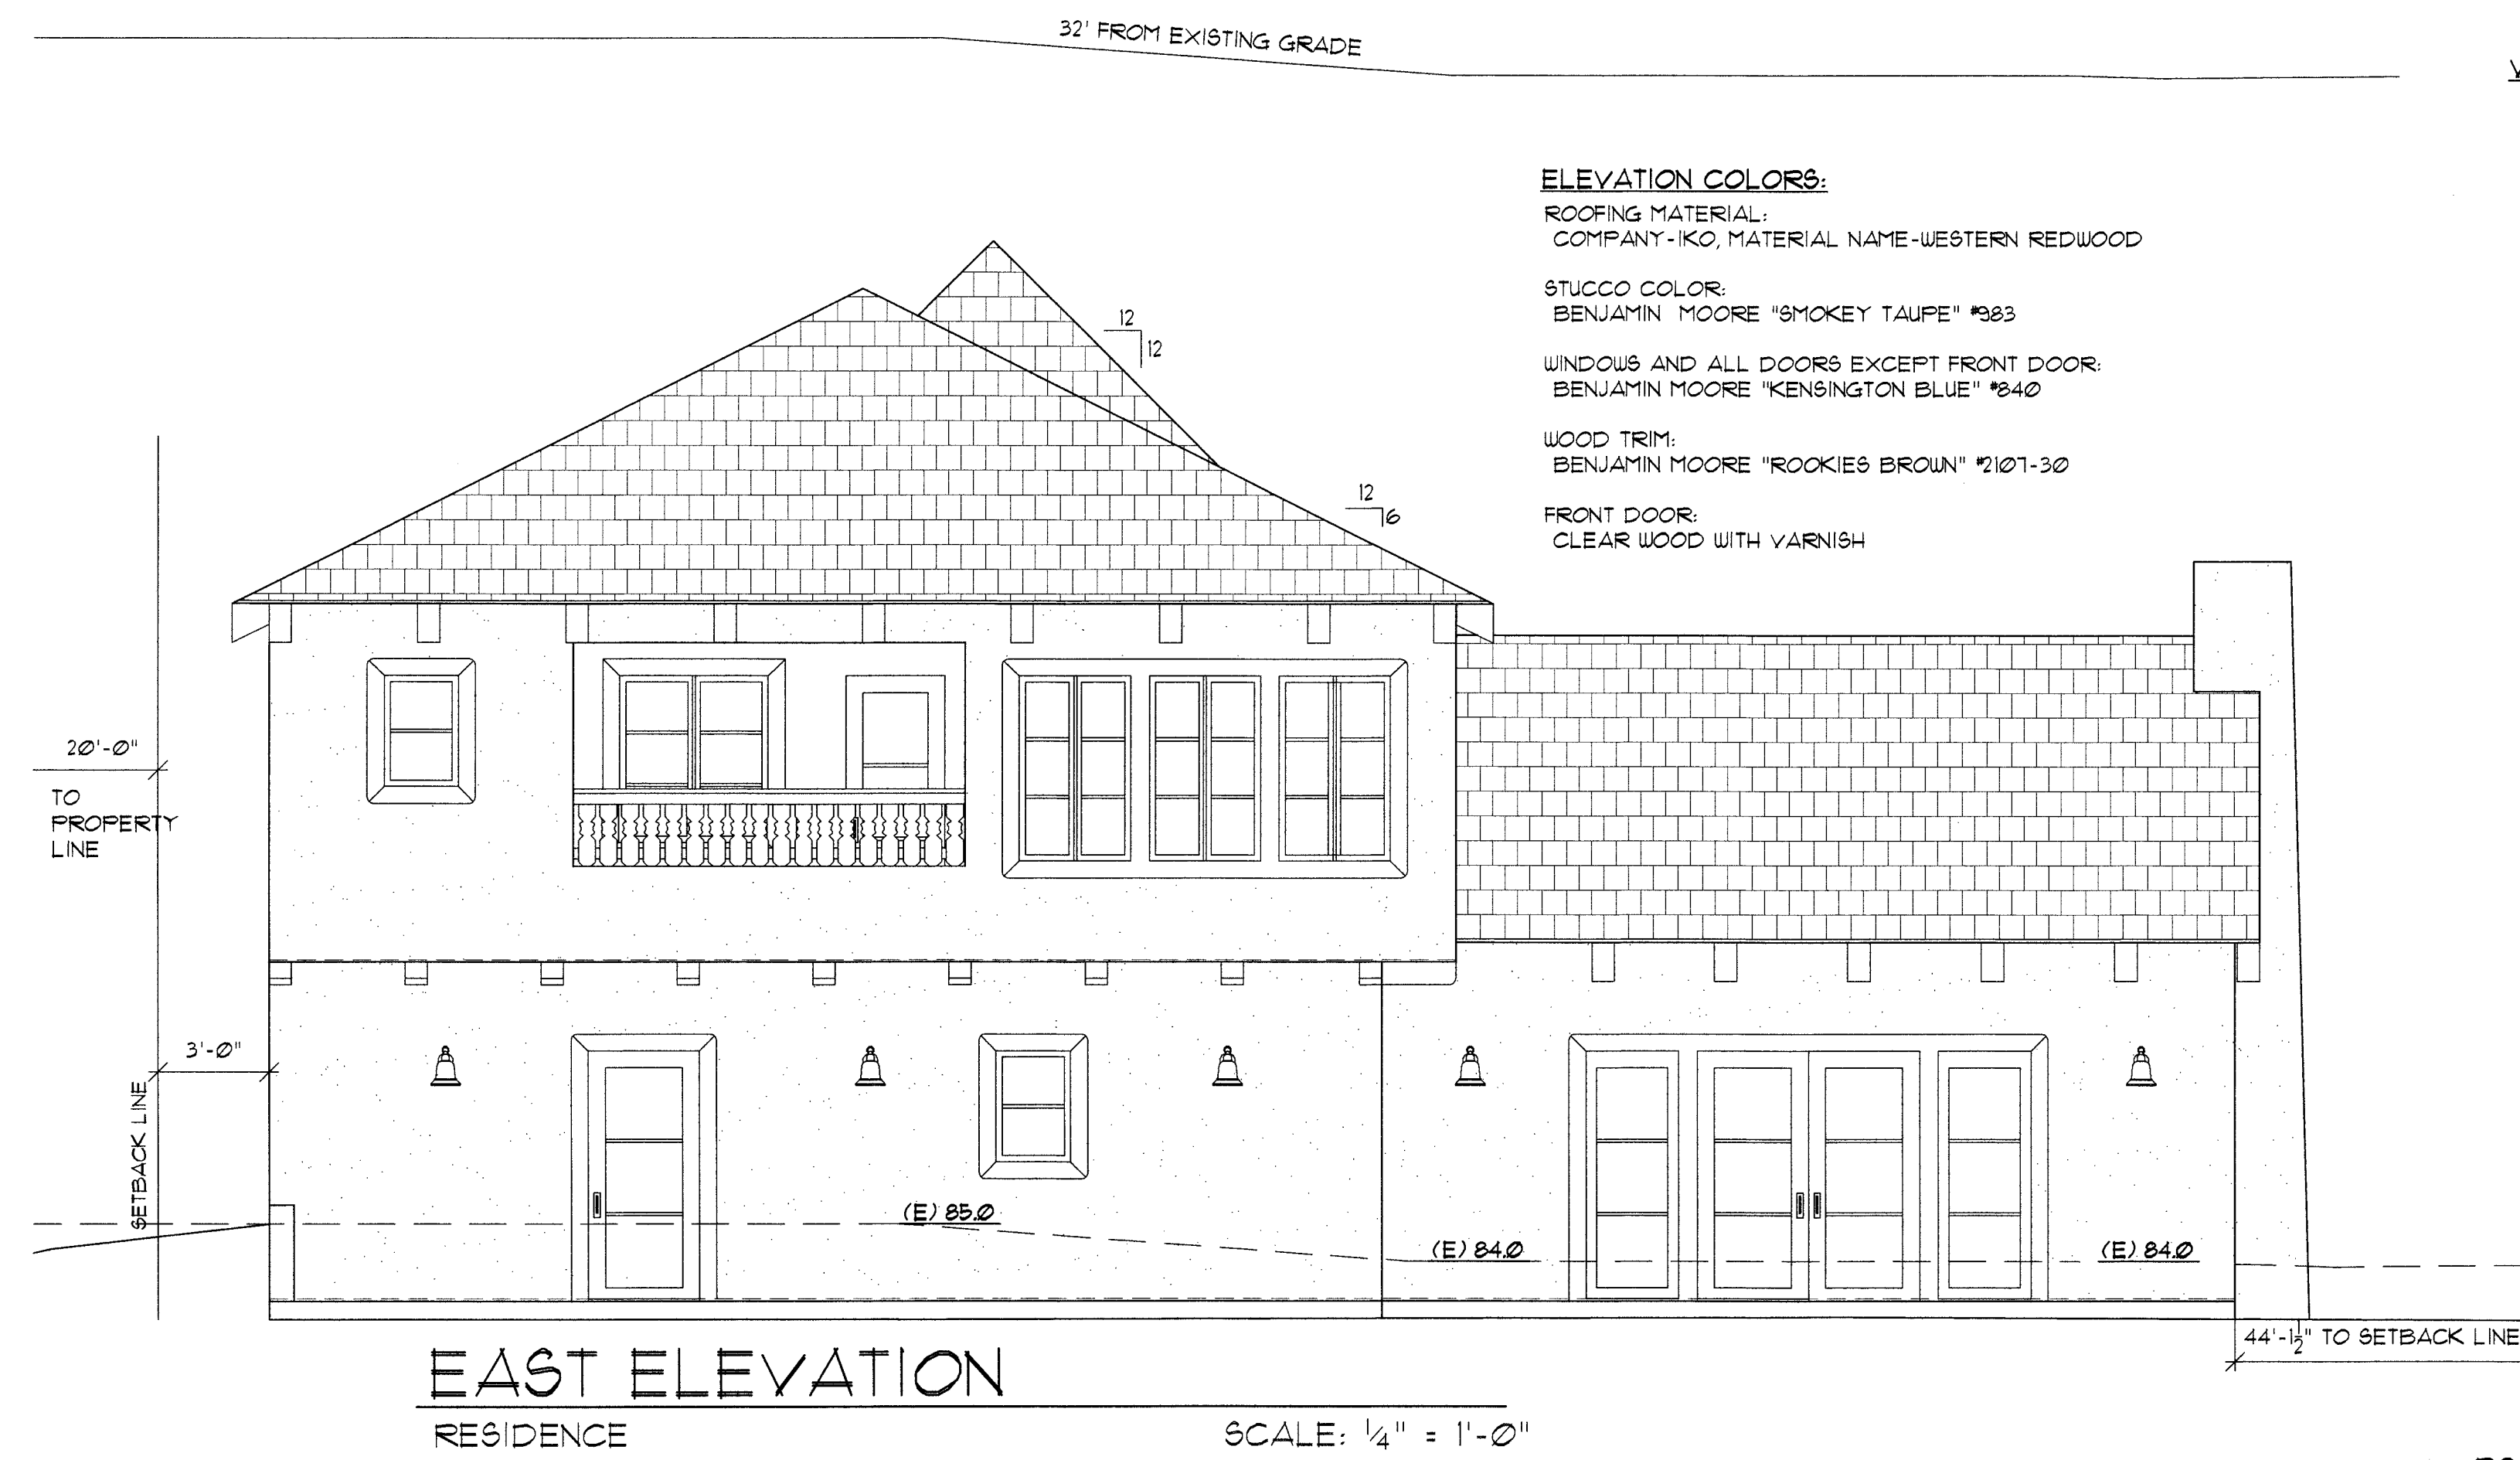 32' FROM EXISTING GRADE
ELEVATION COLORS:
ROOFING MATERIAL:
COMPANY-IKO, MATERIAL NAME-WESTERN REDWOOD
STUCCO COLOR:
BENJAMIN MOORE "SMOKEY TAUPE" #983
WINDOWS AND ALL DOORS EXCEPT FRONT DOOR:
BENJAMIN MOORE "KENSINGTON BLUE" #840
WOOD TRIM:
BENJAMIN MOORE "ROOKIES BROWN" #2107-30
FRONT DOOR:
CLEAR WOOD WITH VARNISH
12
12
12
6
20'-0"
TO
PROPERTY
LINE
3'-0"
SETBACK LINE
(E) 85.0
(E) 84.0
(E) 84.0
44'-1½" TO SETBACK LINE
EAST ELEVATION
RESIDENCE
SCALE: ¼" = 1'-0"